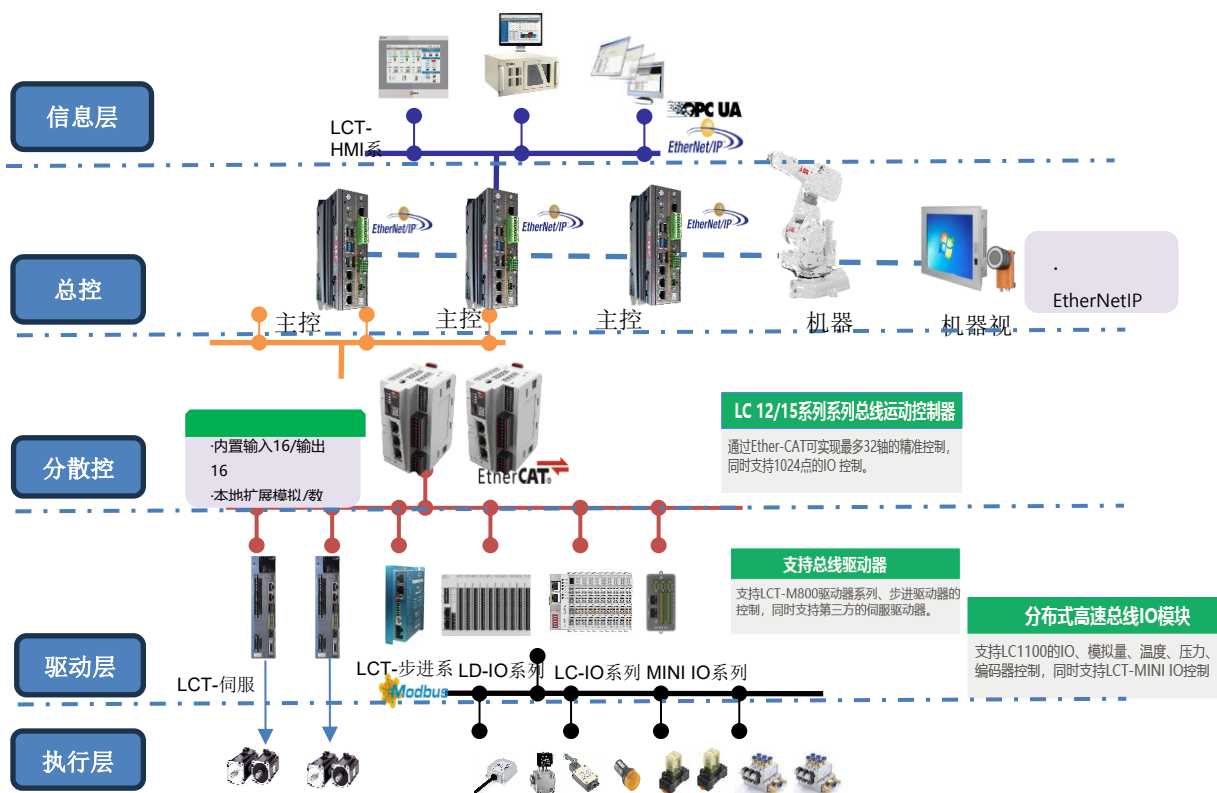 信息层
LCT-
HMI系
OPC UA
EtherNet/IP
EtherNet/IP
EtherNet/IP
EtherNet/IP
总控
·
EtherNetIP
主控
主控
主控
机器
机器视
分散控
·内置输入16/输出
16
·本地扩展模拟/数
EtherCAT
LC 12/15系列系列总线运动控制器
通过Ether-CAT可实现最多32轴的精准控制，
同时支持1024点的IO 控制。
支持总线驱动器
支持LCT-M800驱动器系列、步进驱动器的
控制，同时支持第三方的伺服驱动器。
分布式高速总线IO模块
支持LC1100的IO、模拟量、温度、压力、
编码器控制，同时支持LCT-MINI IO控制
驱动层
LCT-伺服
LCT-步进系
LD-IO系列
LC-IO系列
MINI IO系列
Modbus
执行层